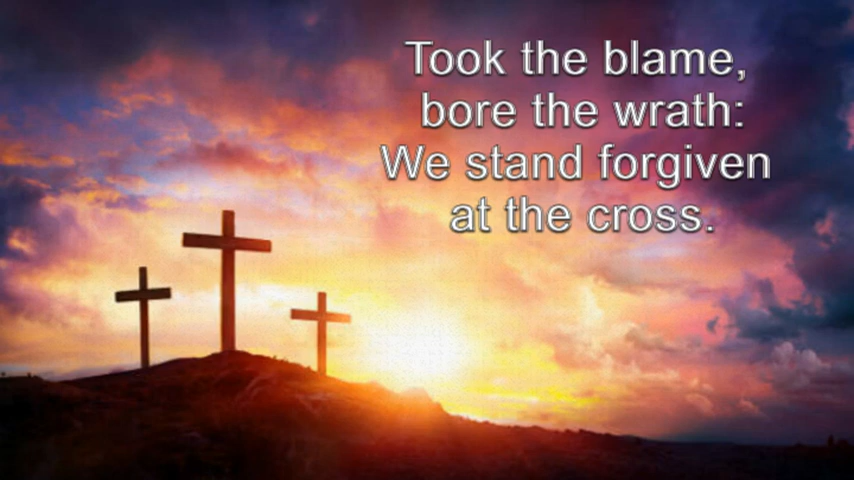 Took the blame,
bore the wrath:
We stand forgiven
at the cross.